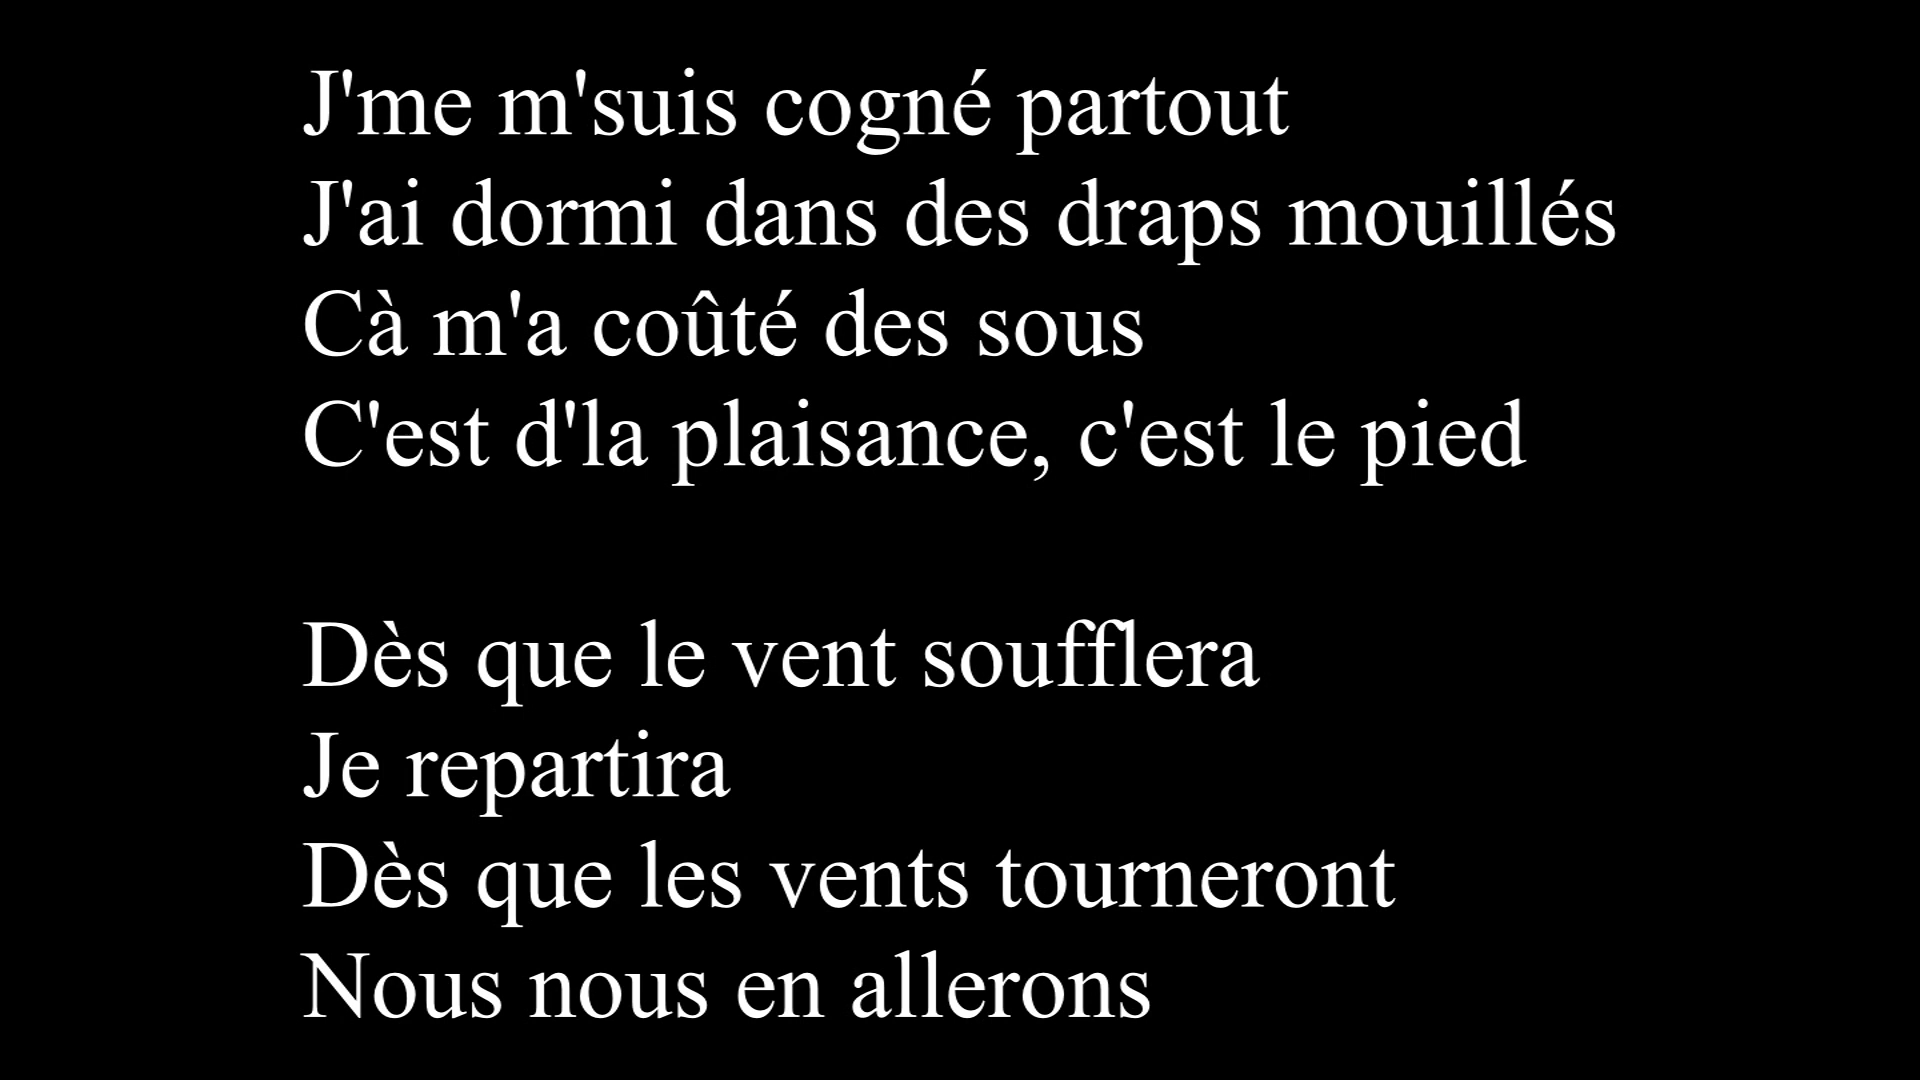 J'me m'suis cogné partout
J'ai dormi dans des draps mouillés
Cà m'a coûté des sous
C'est d'la plaisance, c'est le pied
Dès que le vent soufflera
Je repartira
Dès que les vents tourneront
Nous nous en allerons